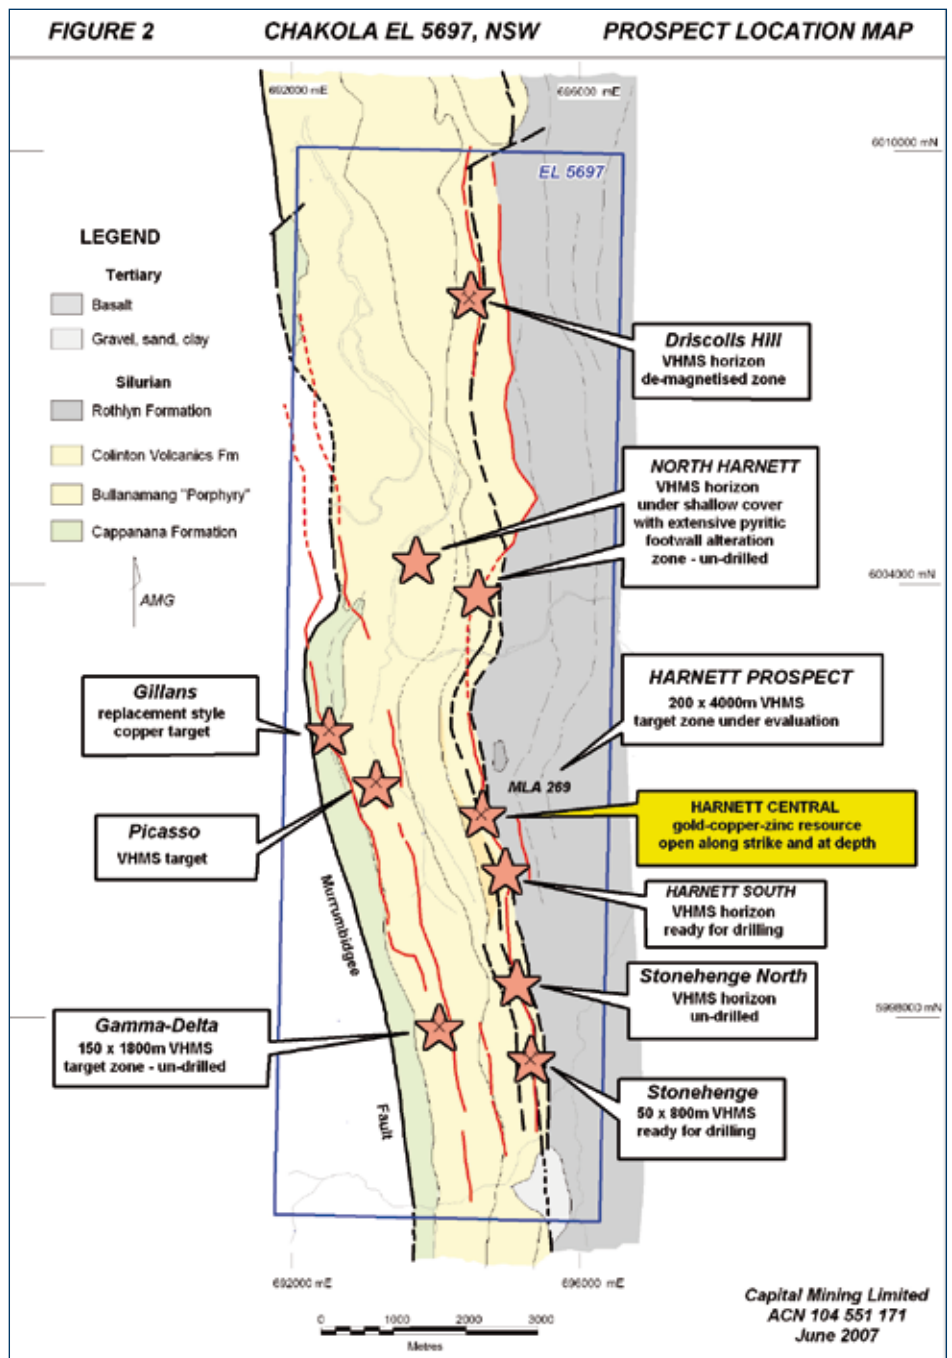 FIGURE 2 CHAKOLA EL 5697, NSW PROSPECT LOCATION MAP
692000 mE
696000 mE
6010000 mN
EL 5697
LEGEND
Tertiary
Basalt
Gravel, sand, clay
Silurian
Rothlyn Formation
Colinton Volcanics Fm
Bullanamang "Porphyry"
Cappanana Formation
AMG
Driscolls Hill
VHMS horizon
de-magnetised zone
NORTH HARNETT
VHMS horizon
under shallow cover
with extensive pyritic
footwall alteration
zone - un-drilled
6004000 mN
HARNETT PROSPECT
200 x 4000m VHMS
target zone under evaluation
Gillans
replacement style
copper target
MLA 269
HARNETT CENTRAL
gold-copper-zinc resource
open along strike and at depth
Picasso
VHMS target
HARNETT SOUTH
VHMS horizon
ready for drilling
Murrumbidgee
Fault
Stonehenge North
VHMS horizon
un-drilled
5998000 mN
Gamma-Delta
150 x 1800m VHMS
target zone - un-drilled
Stonehenge
50 x 800m VHMS
ready for drilling
692000 mE
696000 mE
0 1000 2000 3000
Metres
Capital Mining Limited
ACN 104 551 171
June 2007